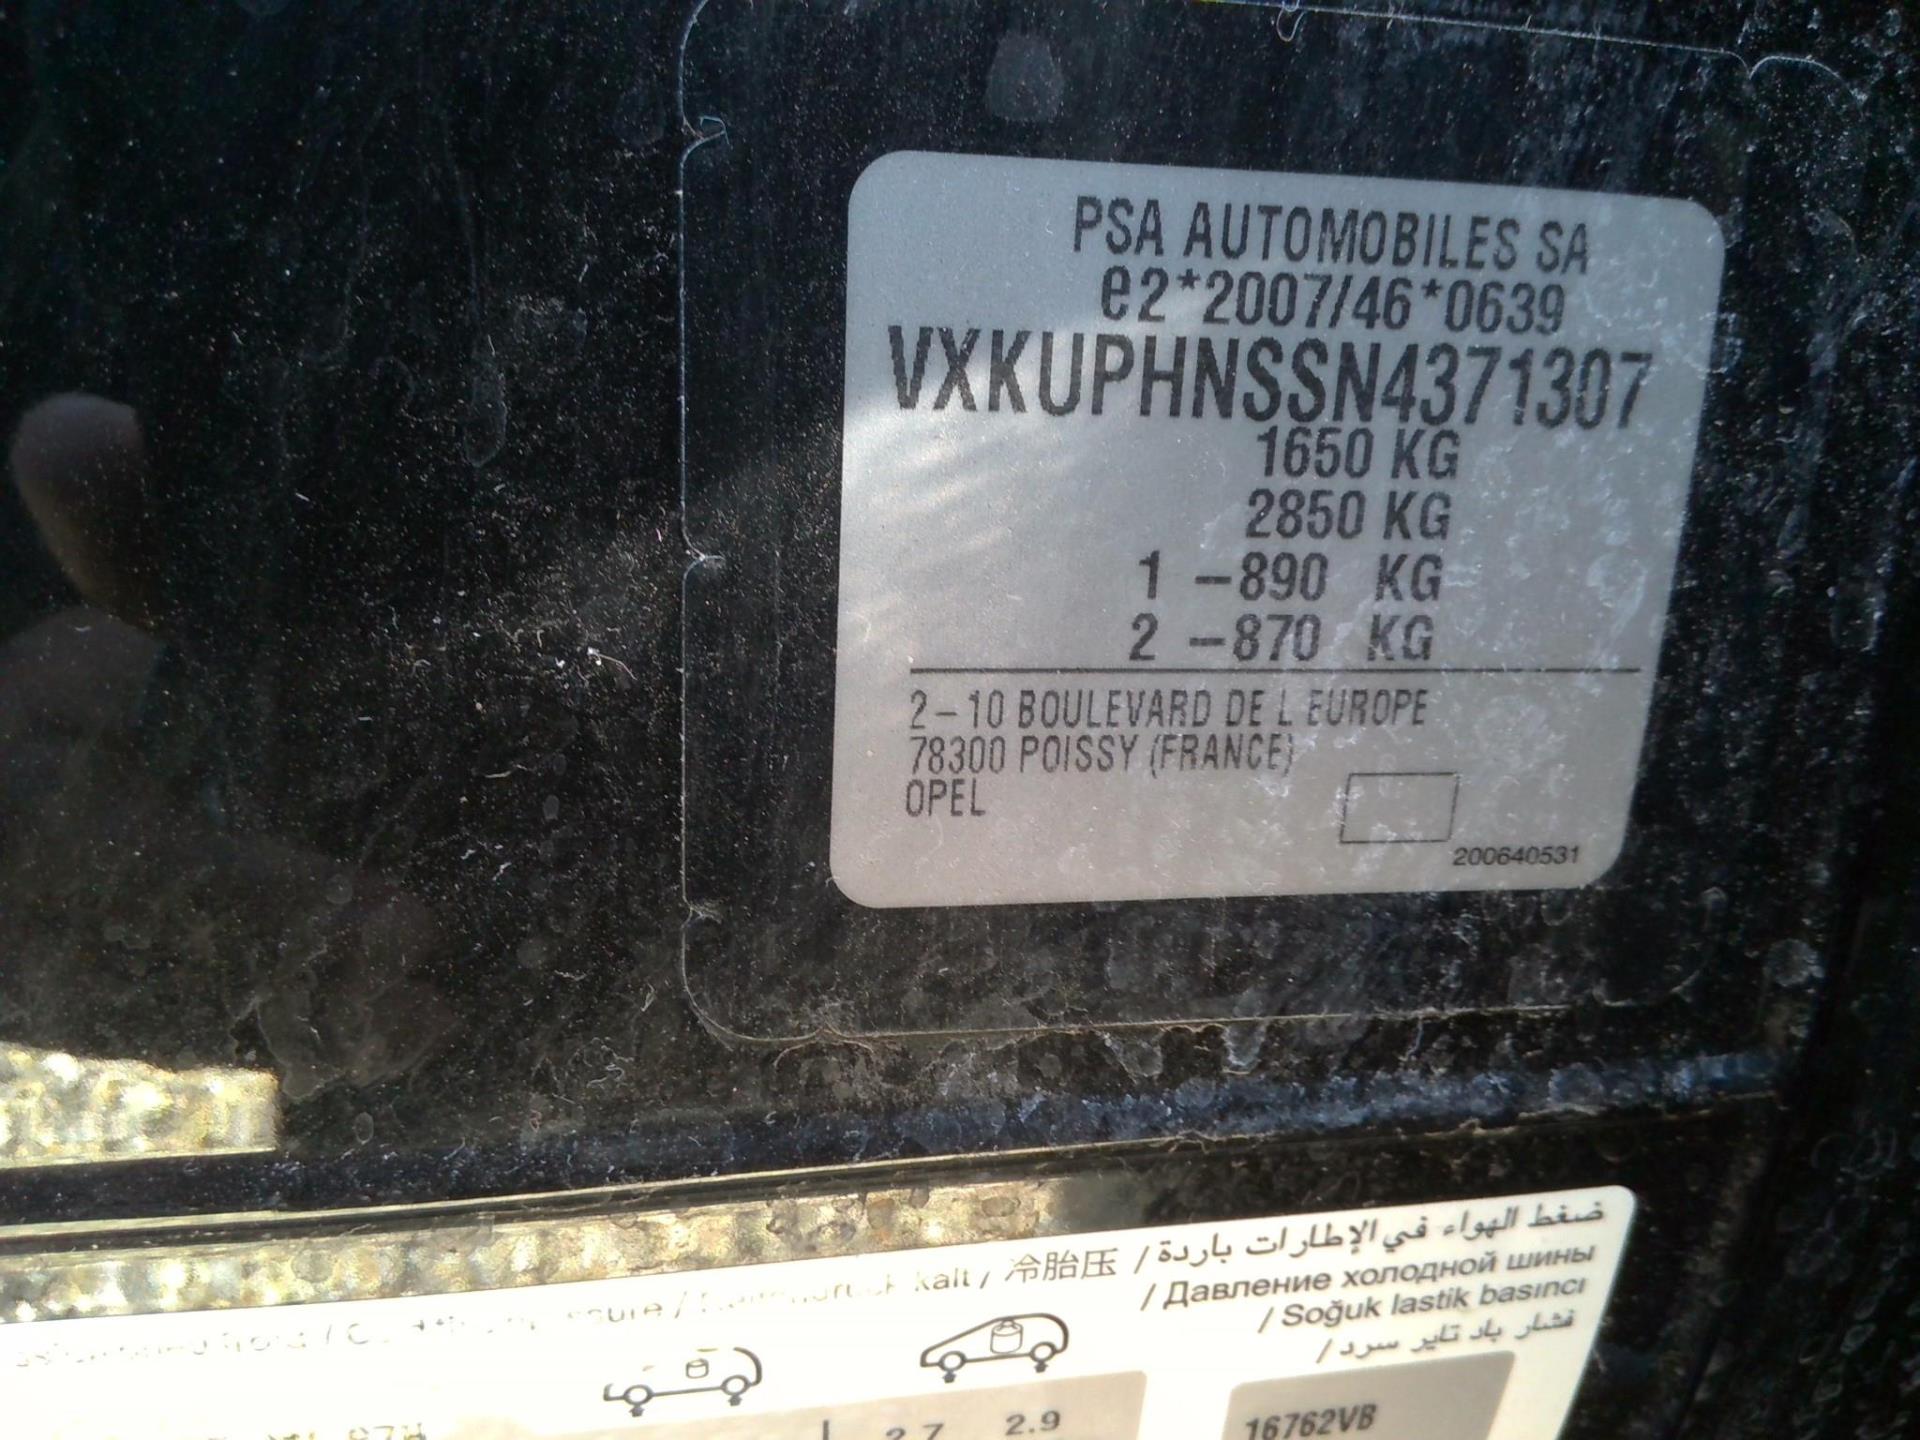 PSA AUTOMOBILES SA
e2*2007/46*0639
VXKUPHNSSN4371307
1650 KG
2850 KG
1 -890 KG
2 -870 KG
2-10 BOULEVARD DE L EUROPE
78300 POISSY (FRANCE)
OPEL
200640531
kalt / 冷胎压 / ضغط الهواء في الإطارات باردة
/ Давление холодной шины
/ Soğuk lastik basıncı
/ فشار باد تایر سرد
2.7 2.9
16762VB